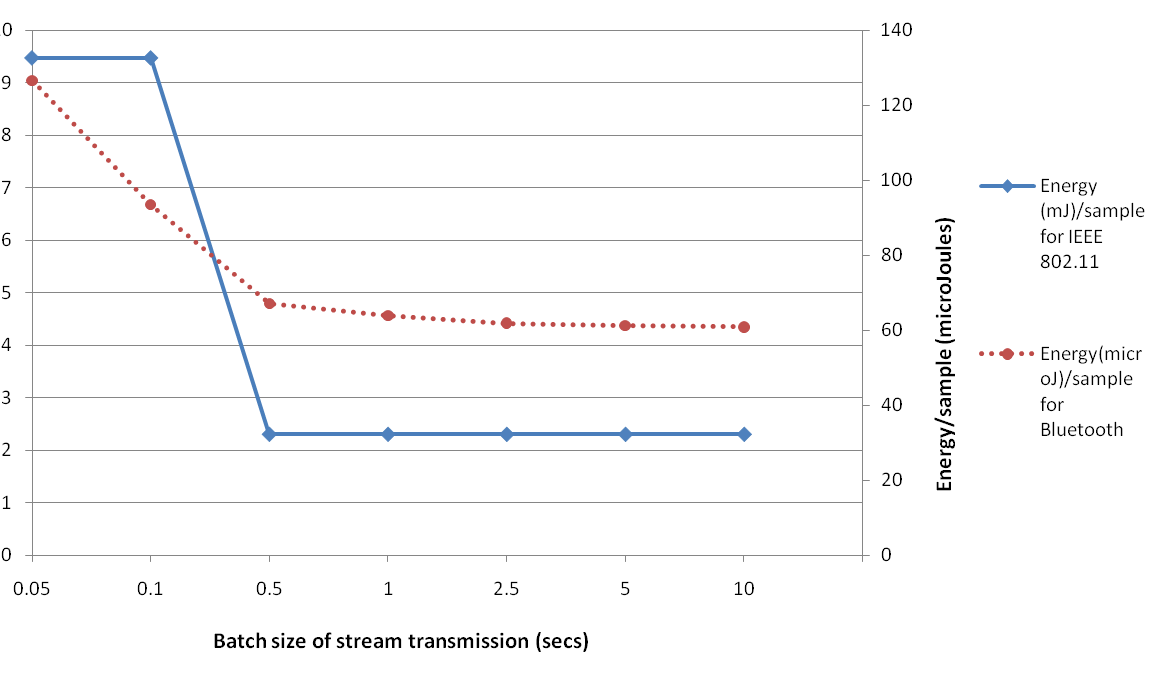 0
9
8
7
6
5
4
3
2
1
0
140
120
100
80
60
40
20
0
0.05 0.1 0.5 1 2.5 5 10
Batch size of stream transmission (secs)
Energy/sample (microJoules)
Energy
(mJ)/sample
for IEEE
802.11
Energy(micr
oJ)/sample
for
Bluetooth